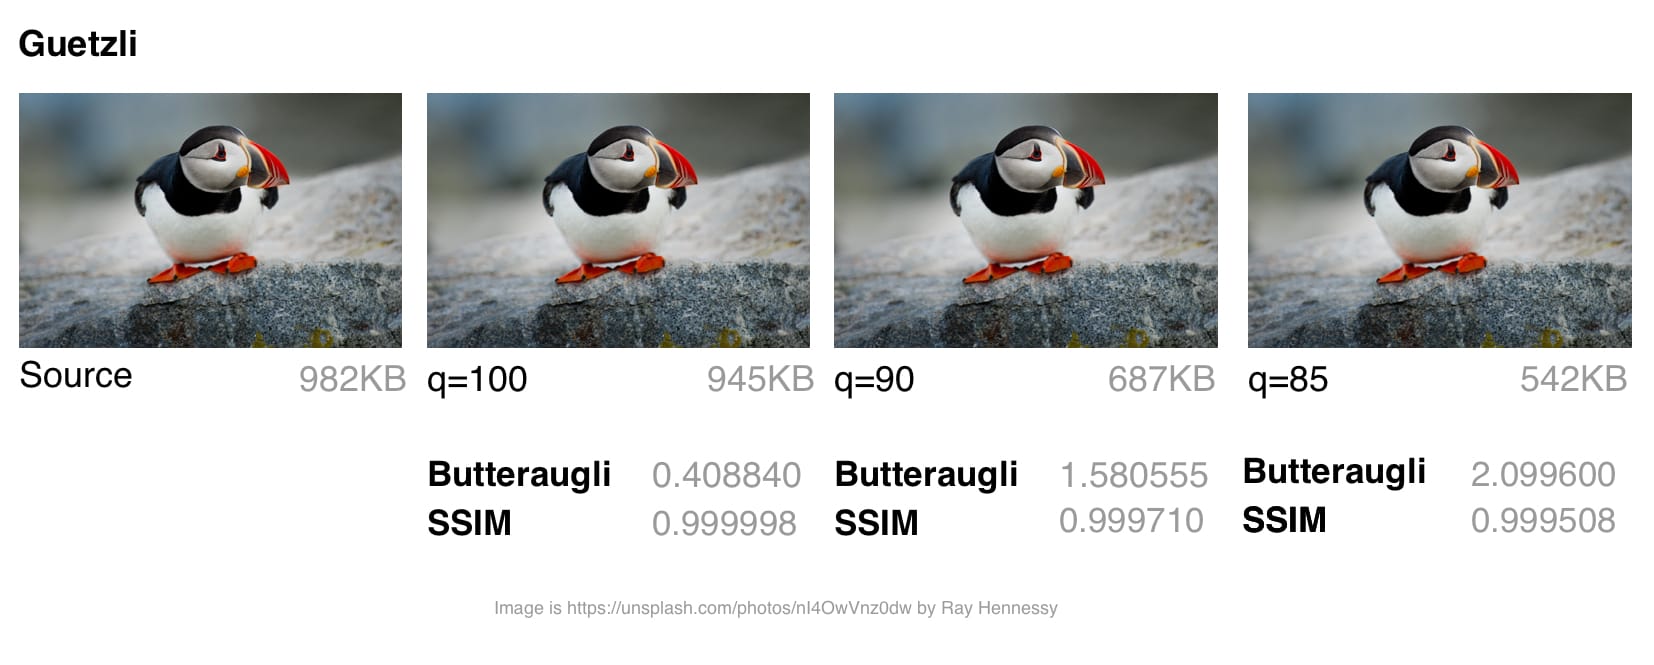 Guetzli
Source 982KB q=100 945KB q=90 687KB q=85 542KB
Butteraugli 0.408840 Butteraugli 1.580555 Butteraugli 2.099600
SSIM 0.999998 SSIM 0.999710 SSIM 0.999508
Image is https://unsplash.com/photos/nI4OwVnz0dw by Ray Hennessy